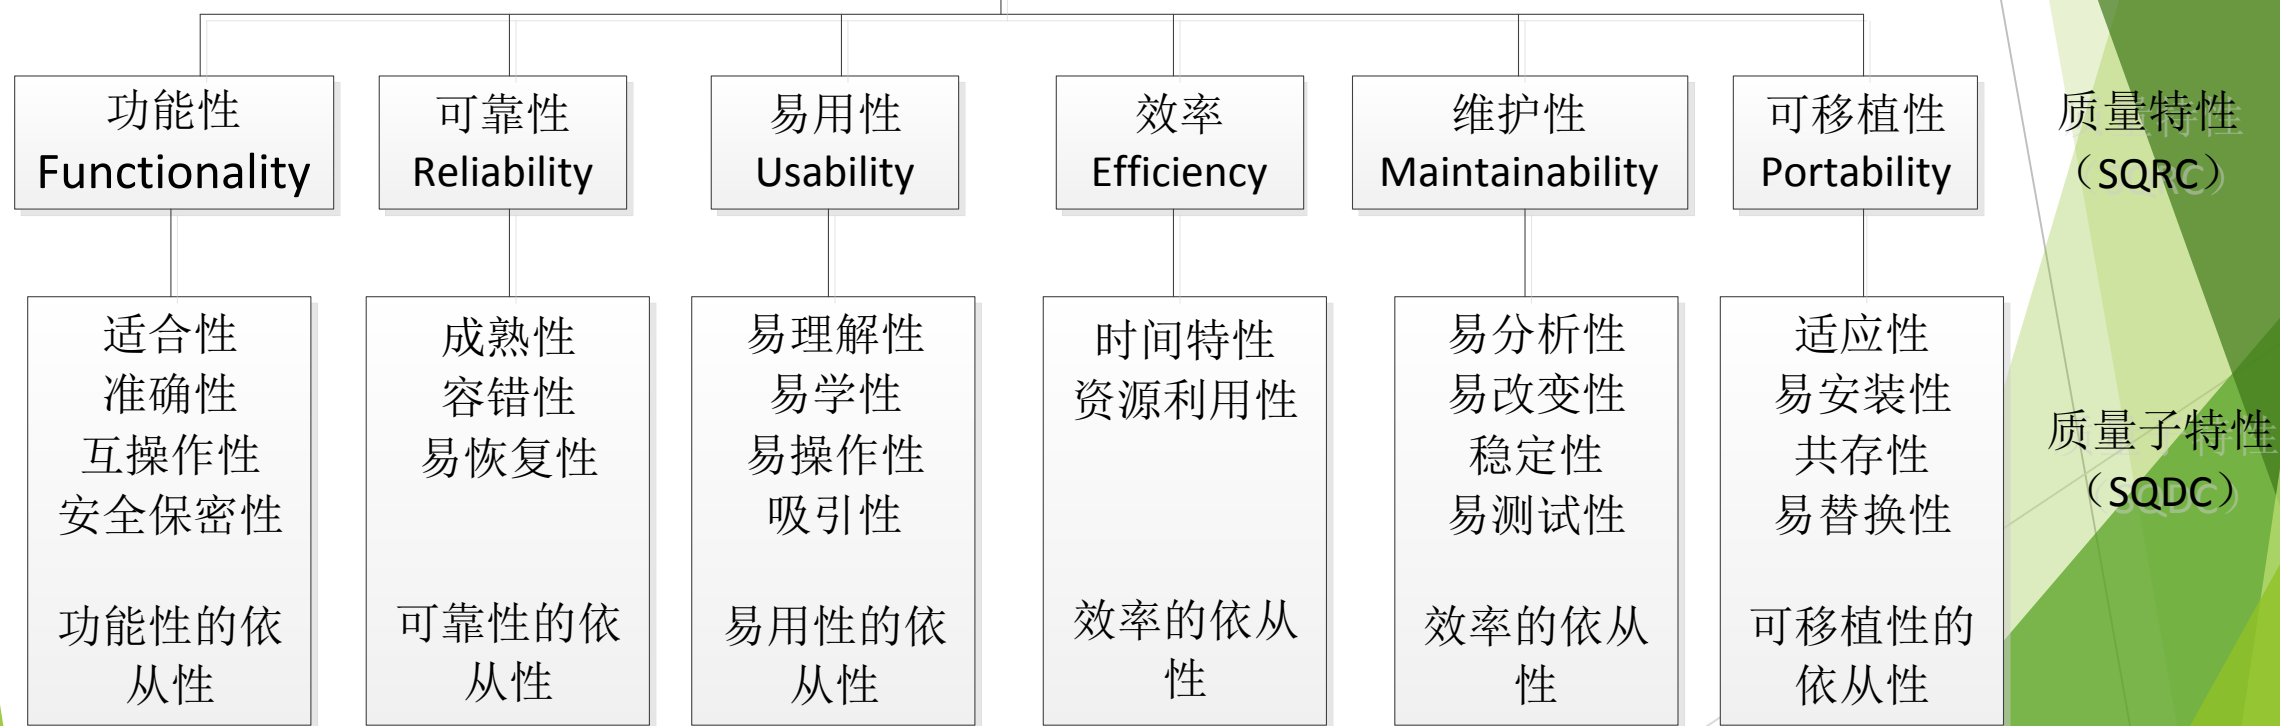 功能性
Functionality
可靠性
Reliability
易用性
Usability
效率
Efficiency
维护性
Maintainability
可移植性
Portability
质量特性
（SQRC）
适合性
准确性
互操作性
安全保密性
功能性的依
从性
成熟性
容错性
易恢复性
可靠性的依
从性
易理解性
易学性
易操作性
吸引性
易用性的依
从性
时间特性
资源利用性
效率的依从
性
易分析性
易改变性
稳定性
易测试性
效率的依从
性
适应性
易安装性
共存性
易替换性
可移植性的
依从性
质量子特性
（SQDC）